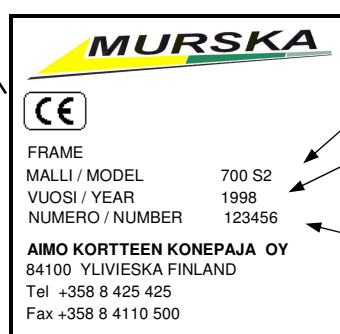 MURSKA
CE
FRAME
MALLI / MODEL 700 S2
VUOSI / YEAR 1998
NUMERO / NUMBER 123456
AIMO KORTTEEN KONEPAJA OY
84100 YLIVIESKA FINLAND
Tel +358 8 425 425
Fax +358 8 4110 500